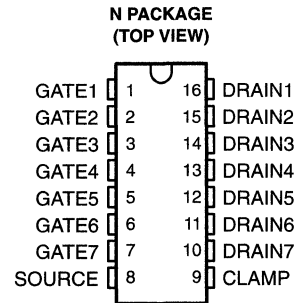 N PACKAGE
(TOP VIEW)
GATE1 1 16 DRAIN1
GATE2 2 15 DRAIN2
GATE3 3 14 DRAIN3
GATE4 4 13 DRAIN4
GATE5 5 12 DRAIN5
GATE6 6 11 DRAIN6
GATE7 7 10 DRAIN7
SOURCE 8 9 CLAMP